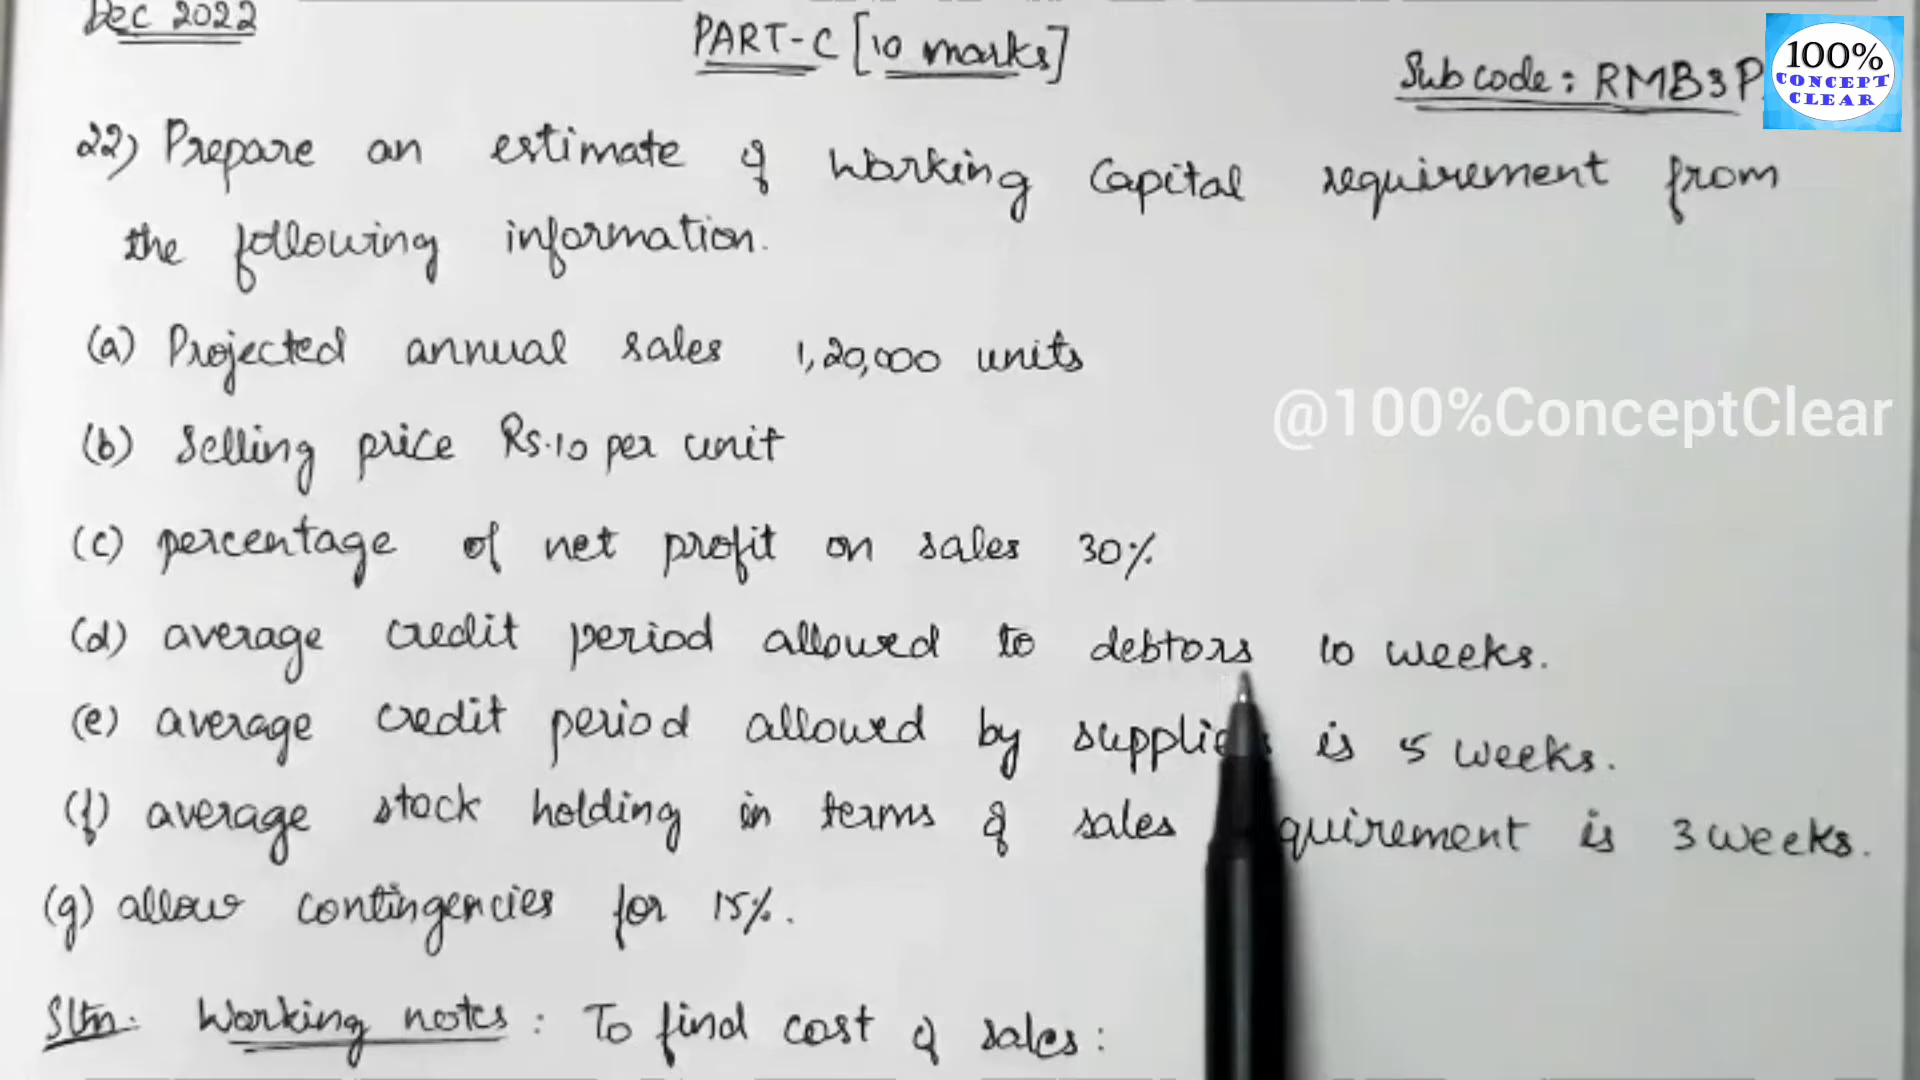 Dec 2022
PART-C [10 marks]
Sub code: RMB3P
100%
CONCEPT
CLEAR
22) Prepare an estimate of working capital requirement from
the following information.
(a) Projected annual sales 1,20,000 units
@100%ConceptClear
(b) Selling price Rs.10 per unit
(c) percentage of net profit on sales 30%
(d) average credit period allowed to debtors 10 weeks.
(e) average credit period allowed by is 5 weeks.
(f) average stock holding in terms of sales is 3 weeks.
(g) allow contingencies for 15%.
Sltn: Working notes: To find cost of sales: